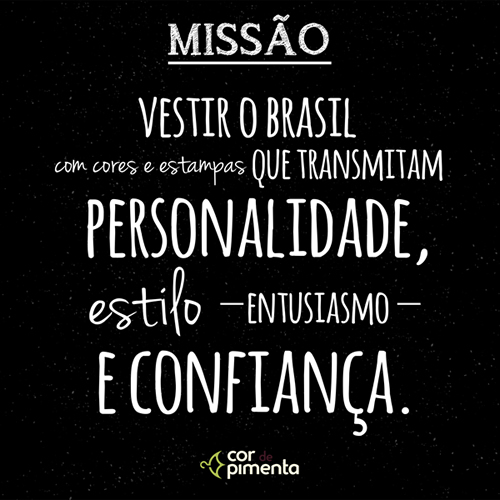 MISSÃO
VESTIR O BRASIL
com cores e estampas QUE TRANSMITAM
PERSONALIDADE,
estilo —ENTUSIASMO—
E CONFIANÇA.
cor de
pimenta